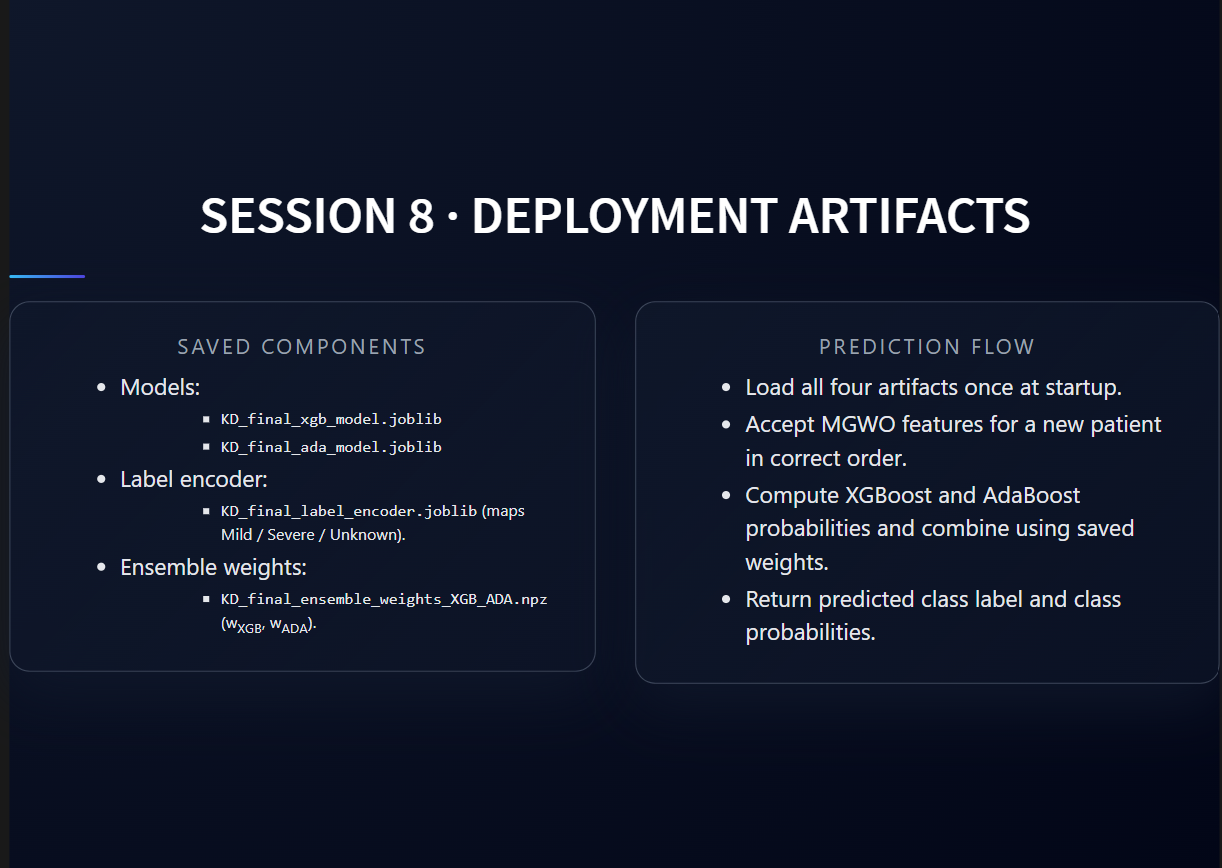 SESSION 8 · DEPLOYMENT ARTIFACTS
SAVED COMPONENTS
• Models:
▪ KD_final_xgb_model.joblib
▪ KD_final_ada_model.joblib
• Label encoder:
▪ KD_final_label_encoder.joblib (maps
Mild / Severe / Unknown).
• Ensemble weights:
▪ KD_final_ensemble_weights_XGB_ADA.npz
(wXGB, wADA).
PREDICTION FLOW
• Load all four artifacts once at startup.
• Accept MGWO features for a new patient
in correct order.
• Compute XGBoost and AdaBoost
probabilities and combine using saved
weights.
• Return predicted class label and class
probabilities.